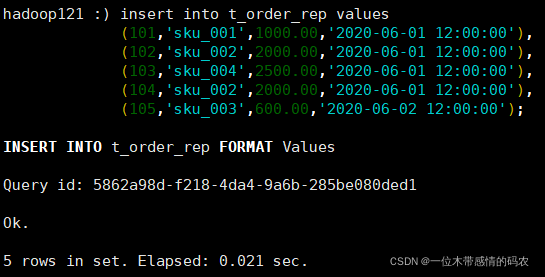 hadoop121 :) insert into t_order_rep values
(101,'sku_001',1000.00,'2020-06-01 12:00:00'),
(102,'sku_002',2000.00,'2020-06-01 12:00:00'),
(103,'sku_004',2500.00,'2020-06-01 12:00:00'),
(104,'sku_002',2000.00,'2020-06-01 12:00:00'),
(105,'sku_003',600.00,'2020-06-02 12:00:00');
INSERT INTO t_order_rep FORMAT Values
Query id: 5862a98d-f218-4da4-9a6b-285be080ded1
Ok.
5 rows in set. Elapsed: 0.021 sec.
CSDN @一位木带感情的码农